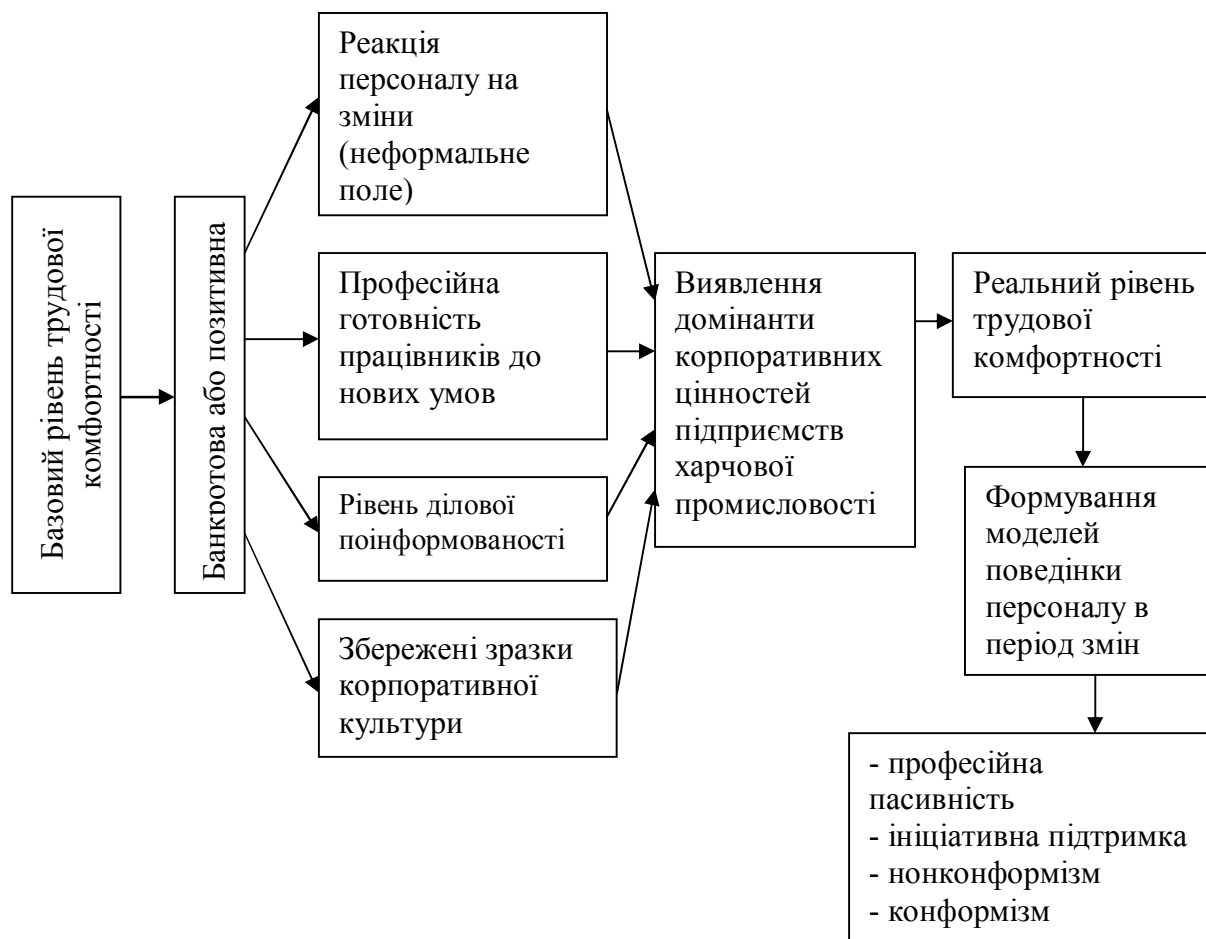 Базовий рівень трудової
комфортності
Банкротова або позитивна
Реакція
персоналу на
зміни
(неформальне
поле)
Професійна
готовність
працівників до
нових умов
Рівень ділової
поінформованості
Збережені зразки
корпоративної
культури
Виявлення
домінанти
корпоративних
цінностей
підприємств
харчової
промисловості
Реальний рівень
трудової
комфортності
Формування
моделей
поведінки
персоналу в
період змін
- професійна
пасивність
- ініціативна підтримка
- нонконформізм
- конформізм